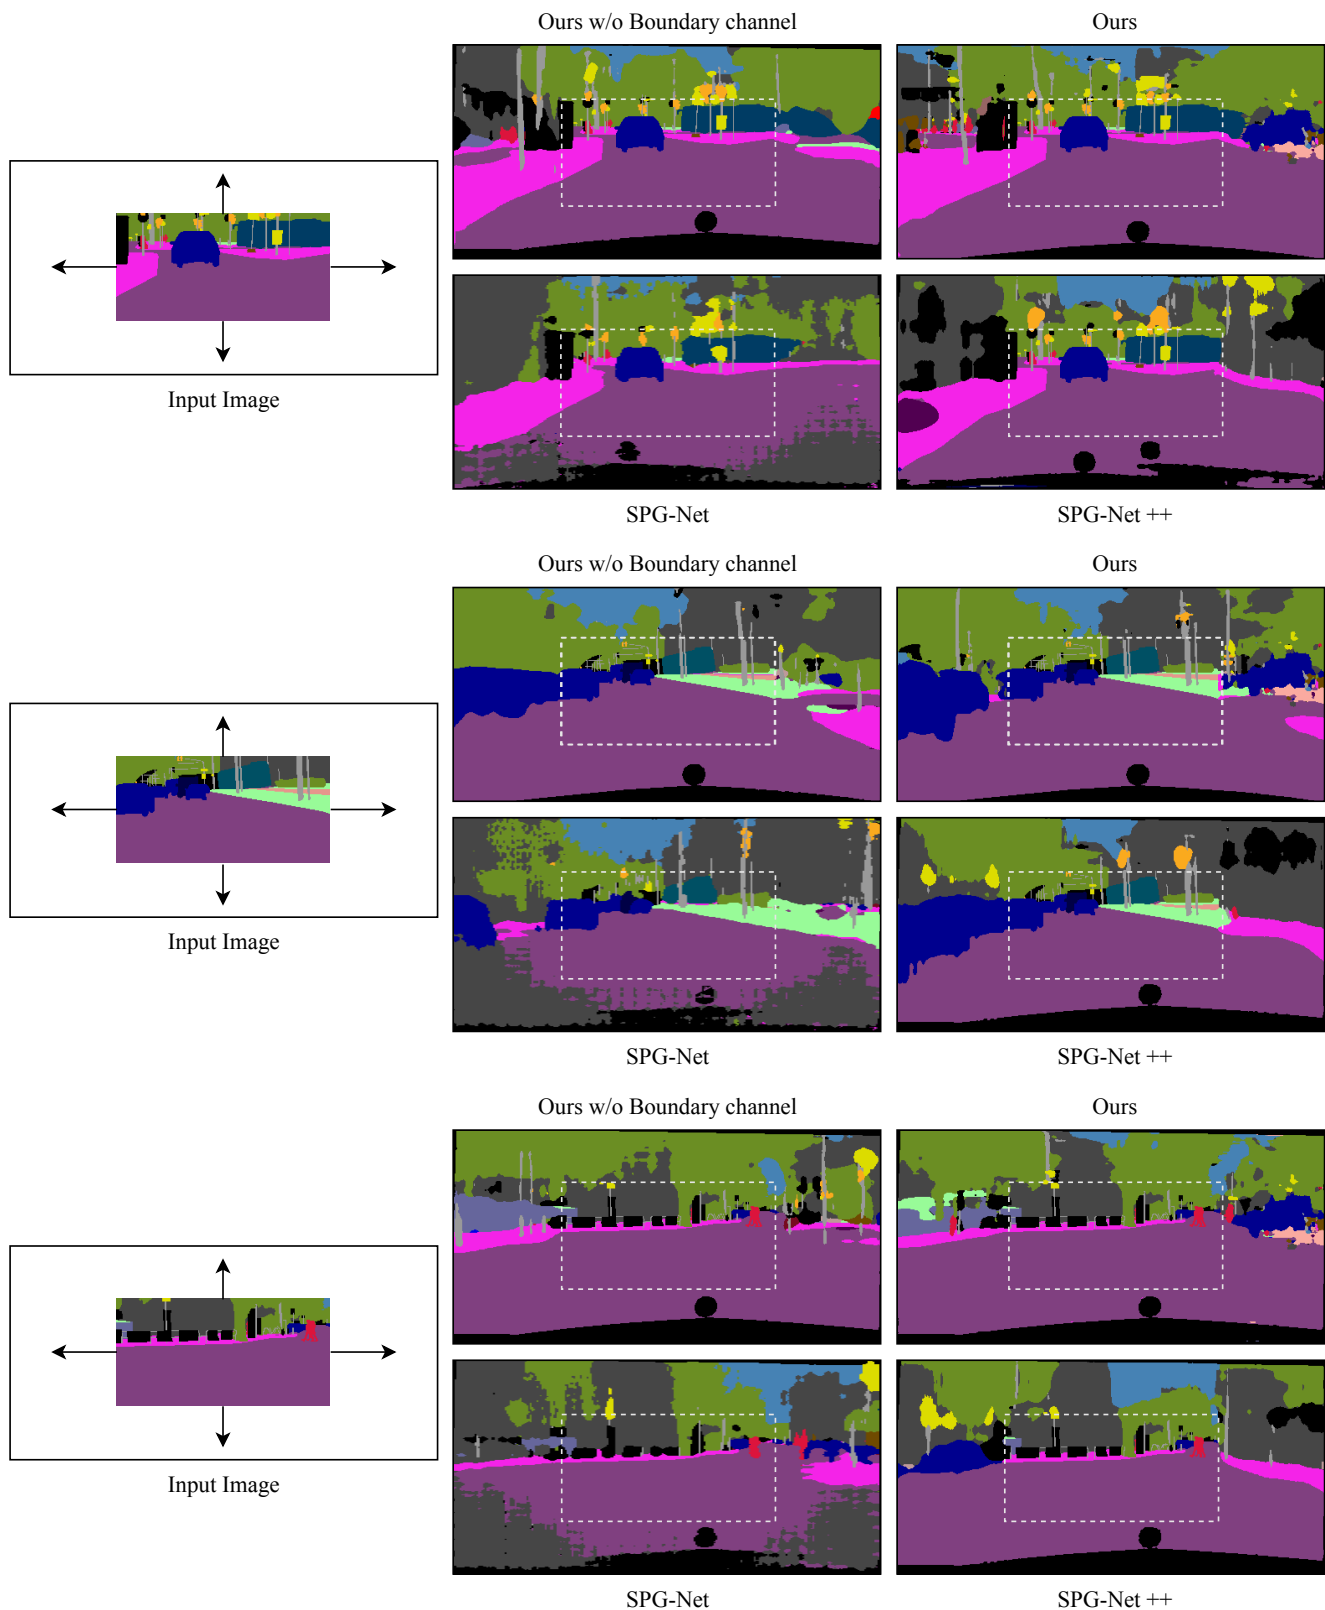 Ours w/o Boundary channel
Ours
Input Image
SPG-Net
SPG-Net ++
Ours w/o Boundary channel
Ours
Input Image
SPG-Net
SPG-Net ++
Ours w/o Boundary channel
Ours
Input Image
SPG-Net
SPG-Net ++